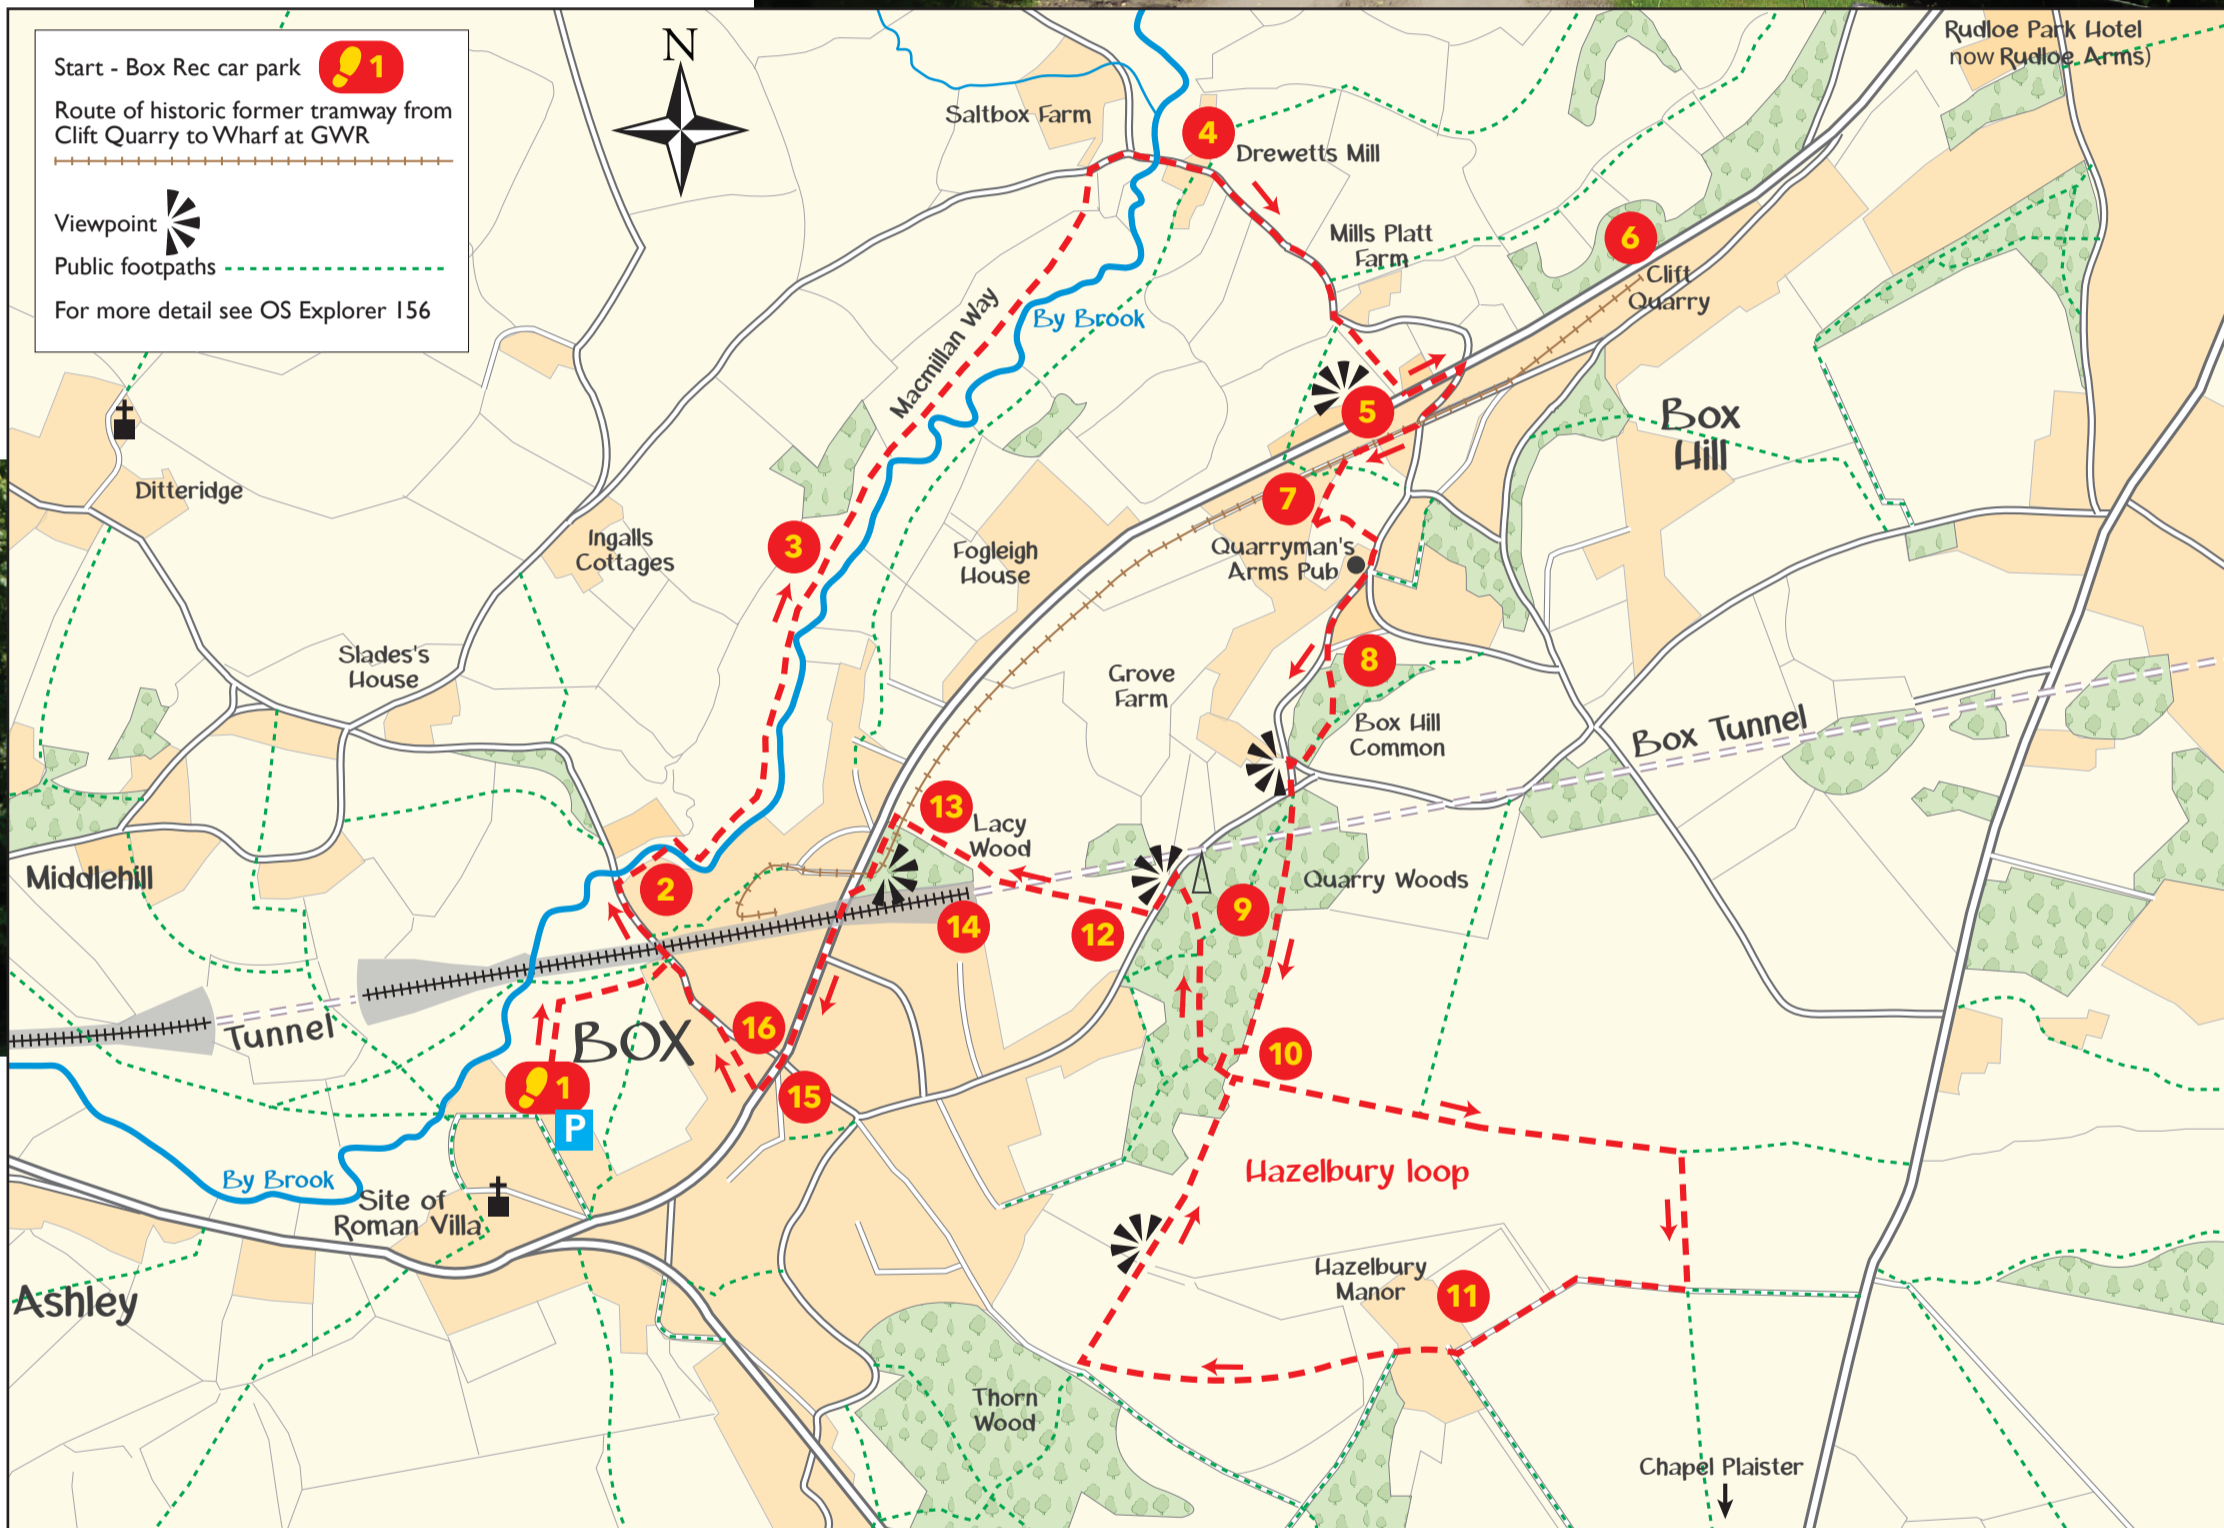 Start - Box Rec car park
1
Route of historic former tramway from
Clift Quarry to Wharf at GWR
Viewpoint
Public footpaths
For more detail see OS Explorer 156
N
Rudloe Park Hotel
now Rudloe Arms)
Saltbox Farm
4
Drewetts Mill
Mills Platt
Farm
6
Clift
Quarry
By Brook
Macmillan Way
5
Box
Hill
Ditteridge
7
3
Ingalls
Cottages
Fogleigh
House
Quarryman's
Arms Pub
Slades's
House
8
Grove
Farm
Box Hill
Common
Box Tunnel
13
Lacy
Wood
Middlehill
2
Quarry Woods
9
14
12
Tunnel
BOX
16
10
1
15
P
Hazelbury loop
By Brook
Site of
Roman Villa
Hazelbury
Manor
11
Ashley
Thorn
Wood
Chapel Plaister